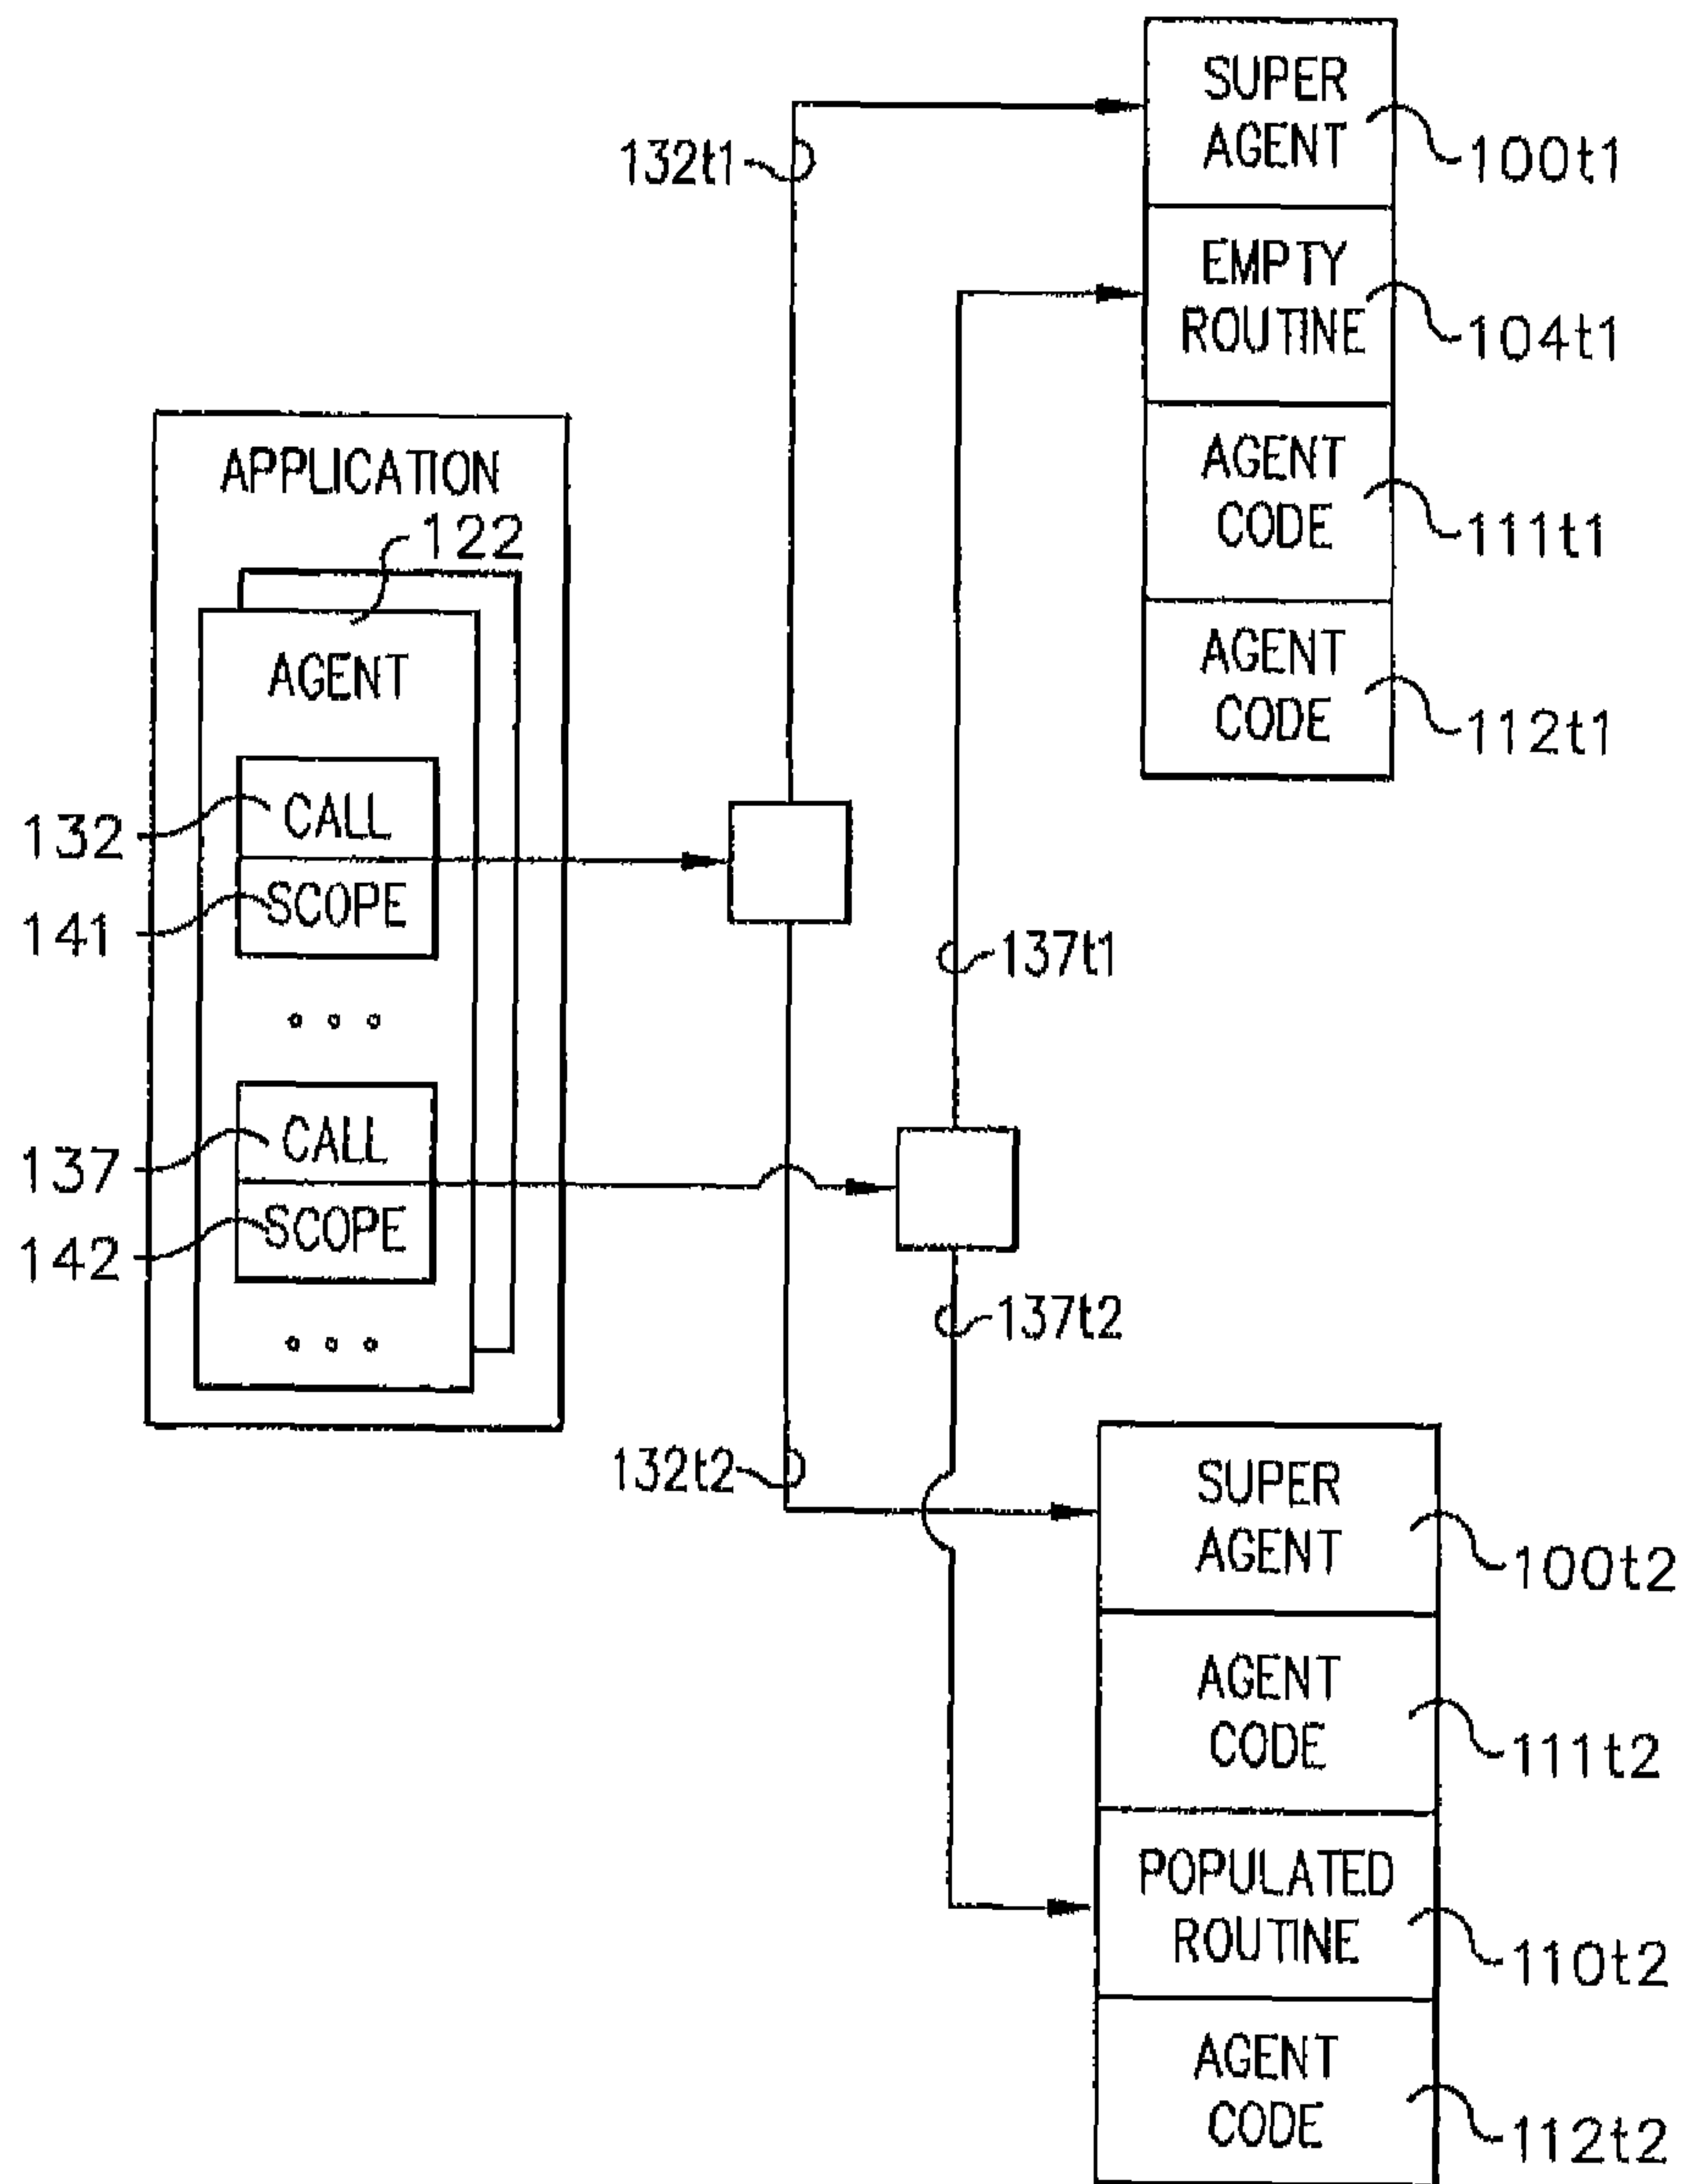 SUPER
AGENT
100t1
132t1
EMPTY
ROUTINE
104t1
AGENT
CODE
111t1
AGENT
CODE
112t1
APPLICATION
122
AGENT
132
CALL
141
SCOPE
137
CALL
142
SCOPE
137t1
137t2
132t2
SUPER
AGENT
100t2
AGENT
CODE
111t2
POPULATED
ROUTINE
110t2
AGENT
CODE
112t2